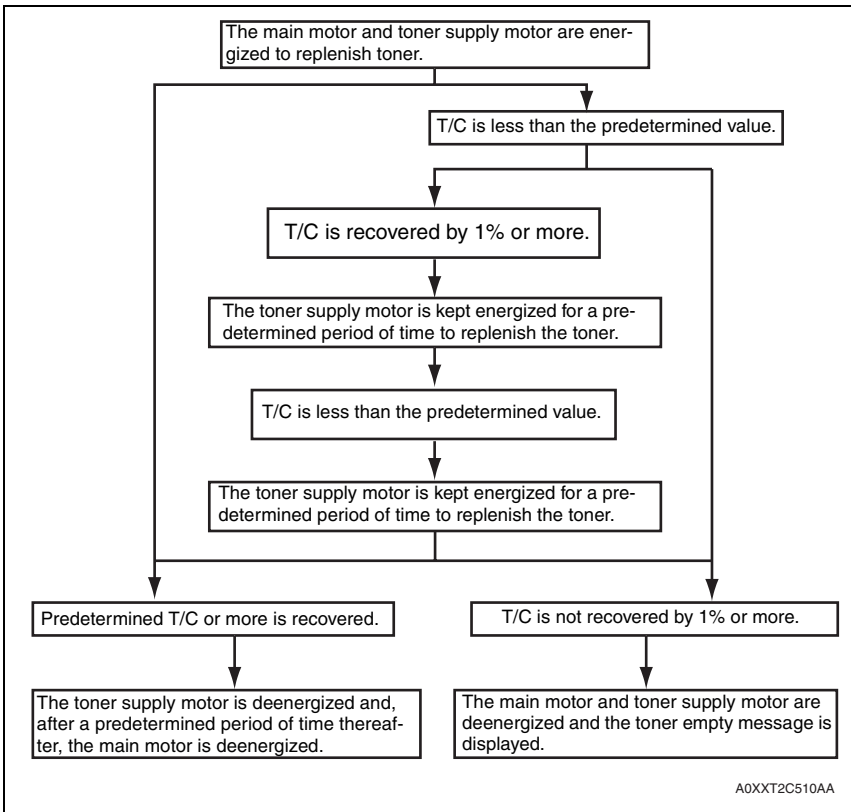 The main motor and toner supply motor are ener-
gized to replenish toner.
T/C is less than the predetermined value.
T/C is recovered by 1% or more.
The toner supply motor is kept energized for a pre-
determined period of time to replenish the toner.
T/C is less than the predetermined value.
The toner supply motor is kept energized for a pre-
determined period of time to replenish the toner.
Predetermined T/C or more is recovered.
T/C is not recovered by 1% or more.
The toner supply motor is deenergized and,
after a predetermined period of time thereaf-
ter, the main motor is deenergized.
The main motor and toner supply motor are
deenergized and the toner empty message is
displayed.
A0XXT2C510AA